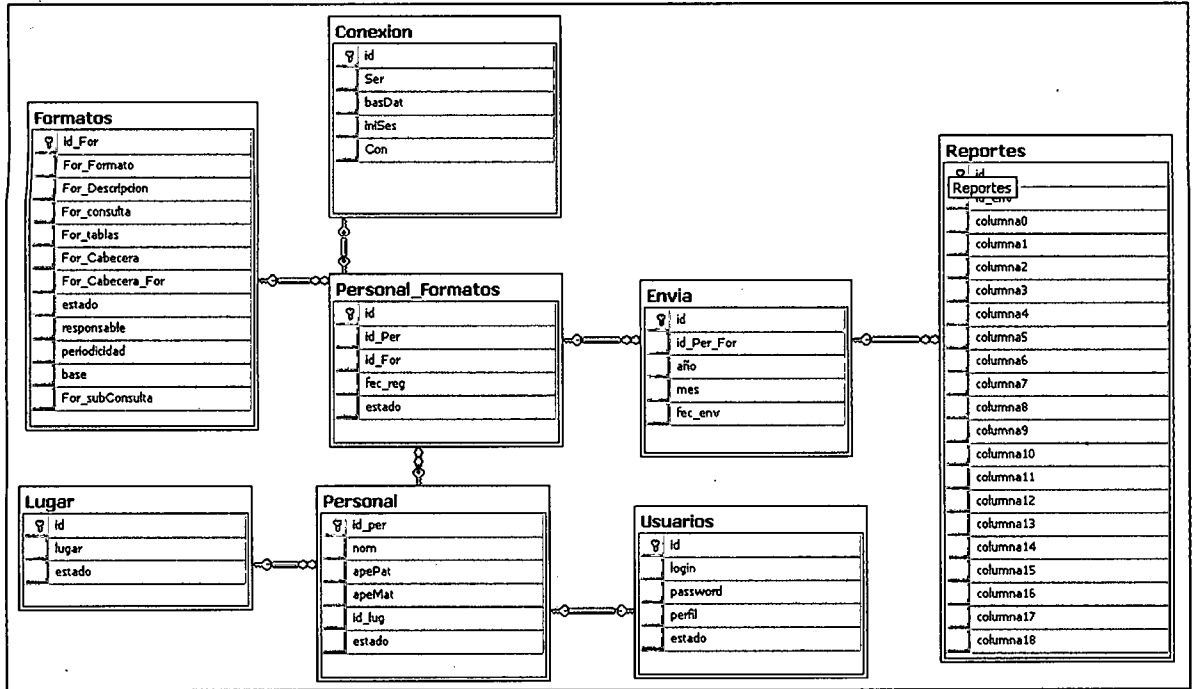 Conexion
id
Ser
basDat
iniSes
Con
Formatos
id_For
For_Formato
For_Descripcion
For_consulta
For_tablas
For_Cabecera
For_Cabecera_For
estado
responsable
periodicidad
base
For_subConsulta
Personal_Formatos
id
id_Per
id_For
fec_reg
estado
Envia
id
id_Per_For
año
mes
fec_env
Reportes
id
Reportes
id_env
columna0
columna1
columna2
columna3
columna4
columna5
columna6
columna7
columna8
columna9
columna10
columna11
columna12
columna13
columna14
columna15
columna16
columna17
columna18
Lugar
id
lugar
estado
Personal
id_per
nom
apePat
apeMat
id_lug
estado
Usuarios
id
login
password
perfil
estado